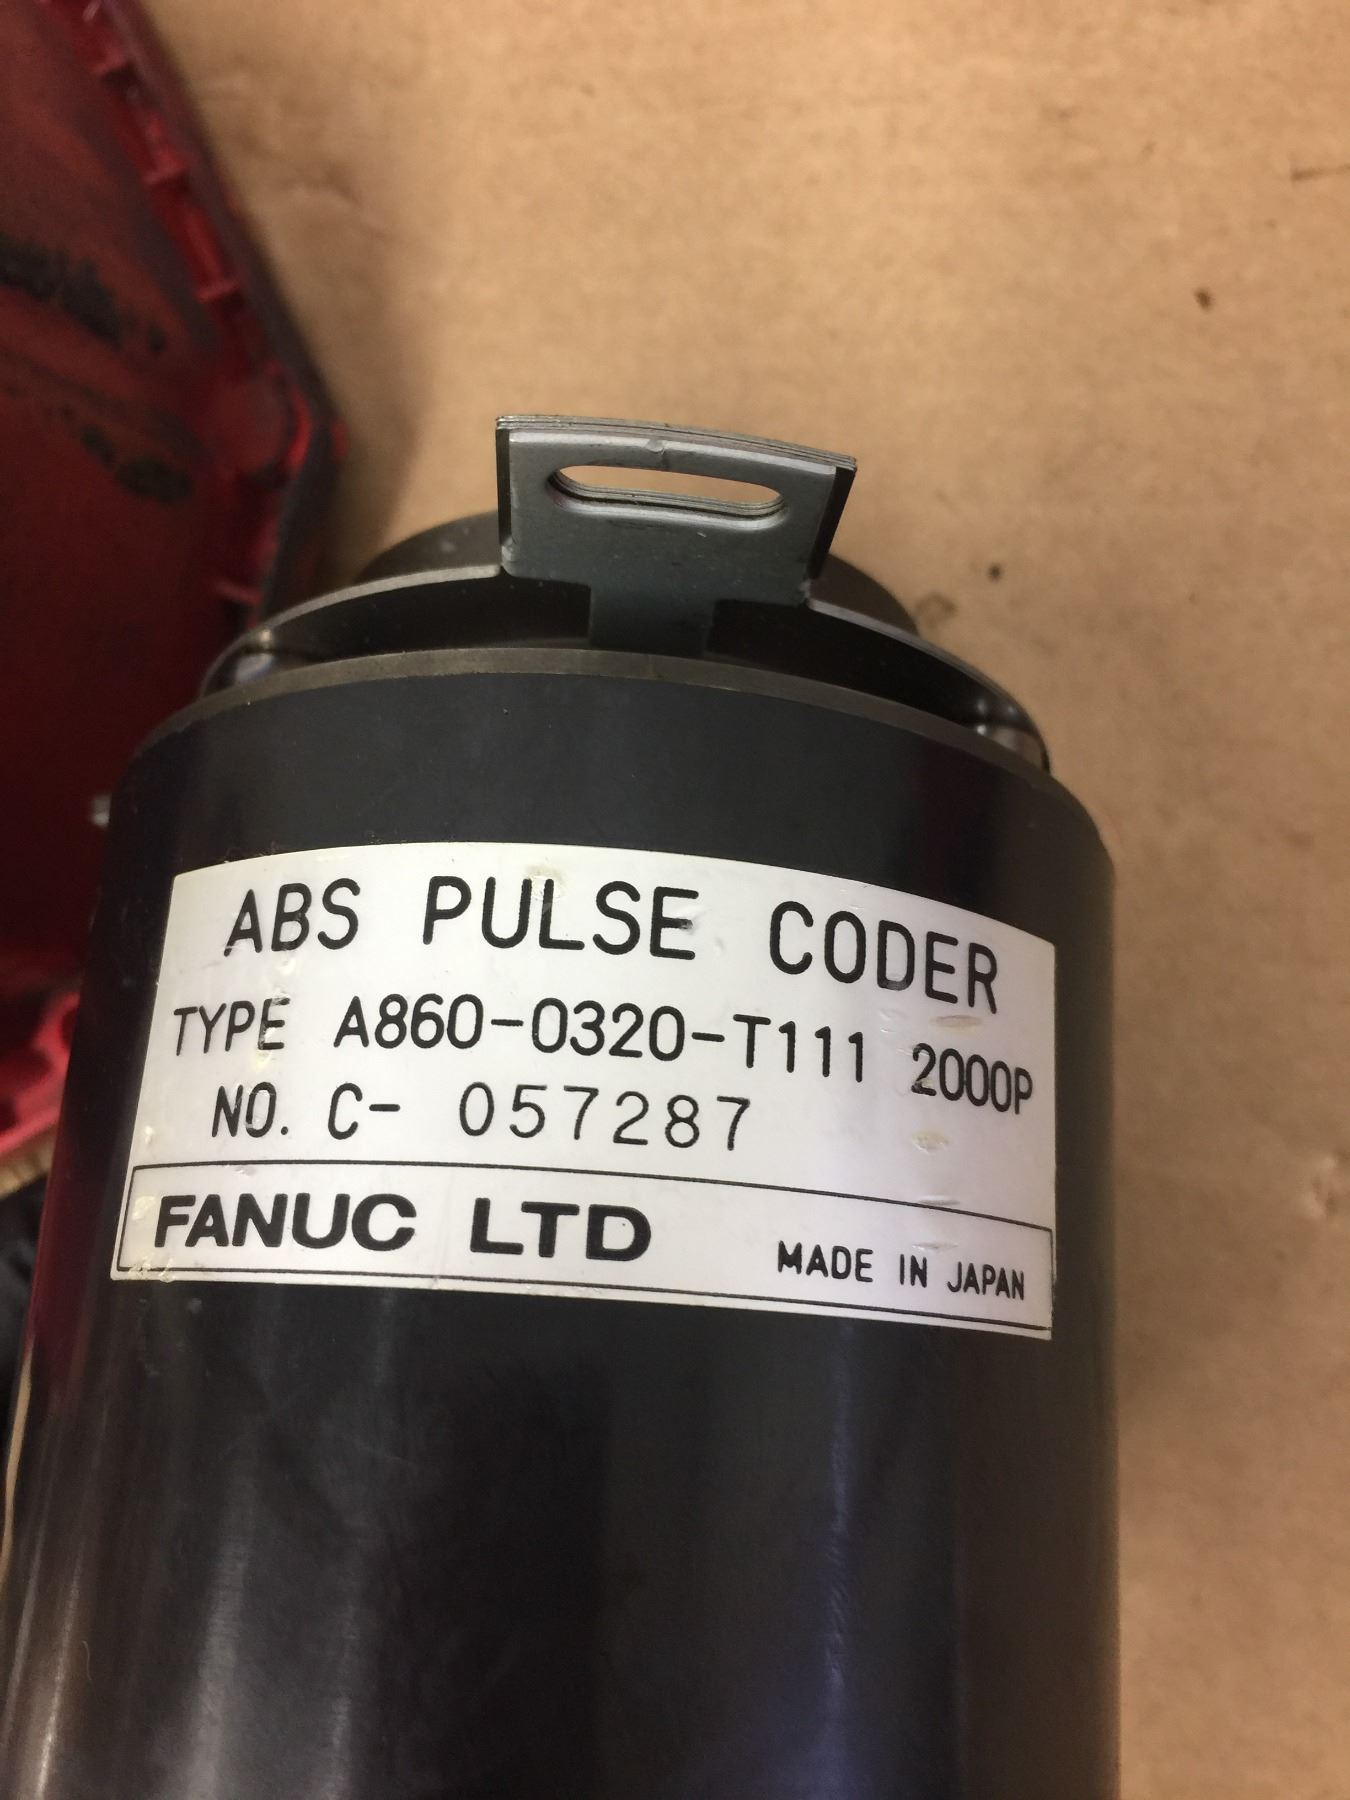 ABS PULSE CODER
TYPE A860-0320-T111 2000P
NO. C- 057287
FANUC LTD MADE IN JAPAN